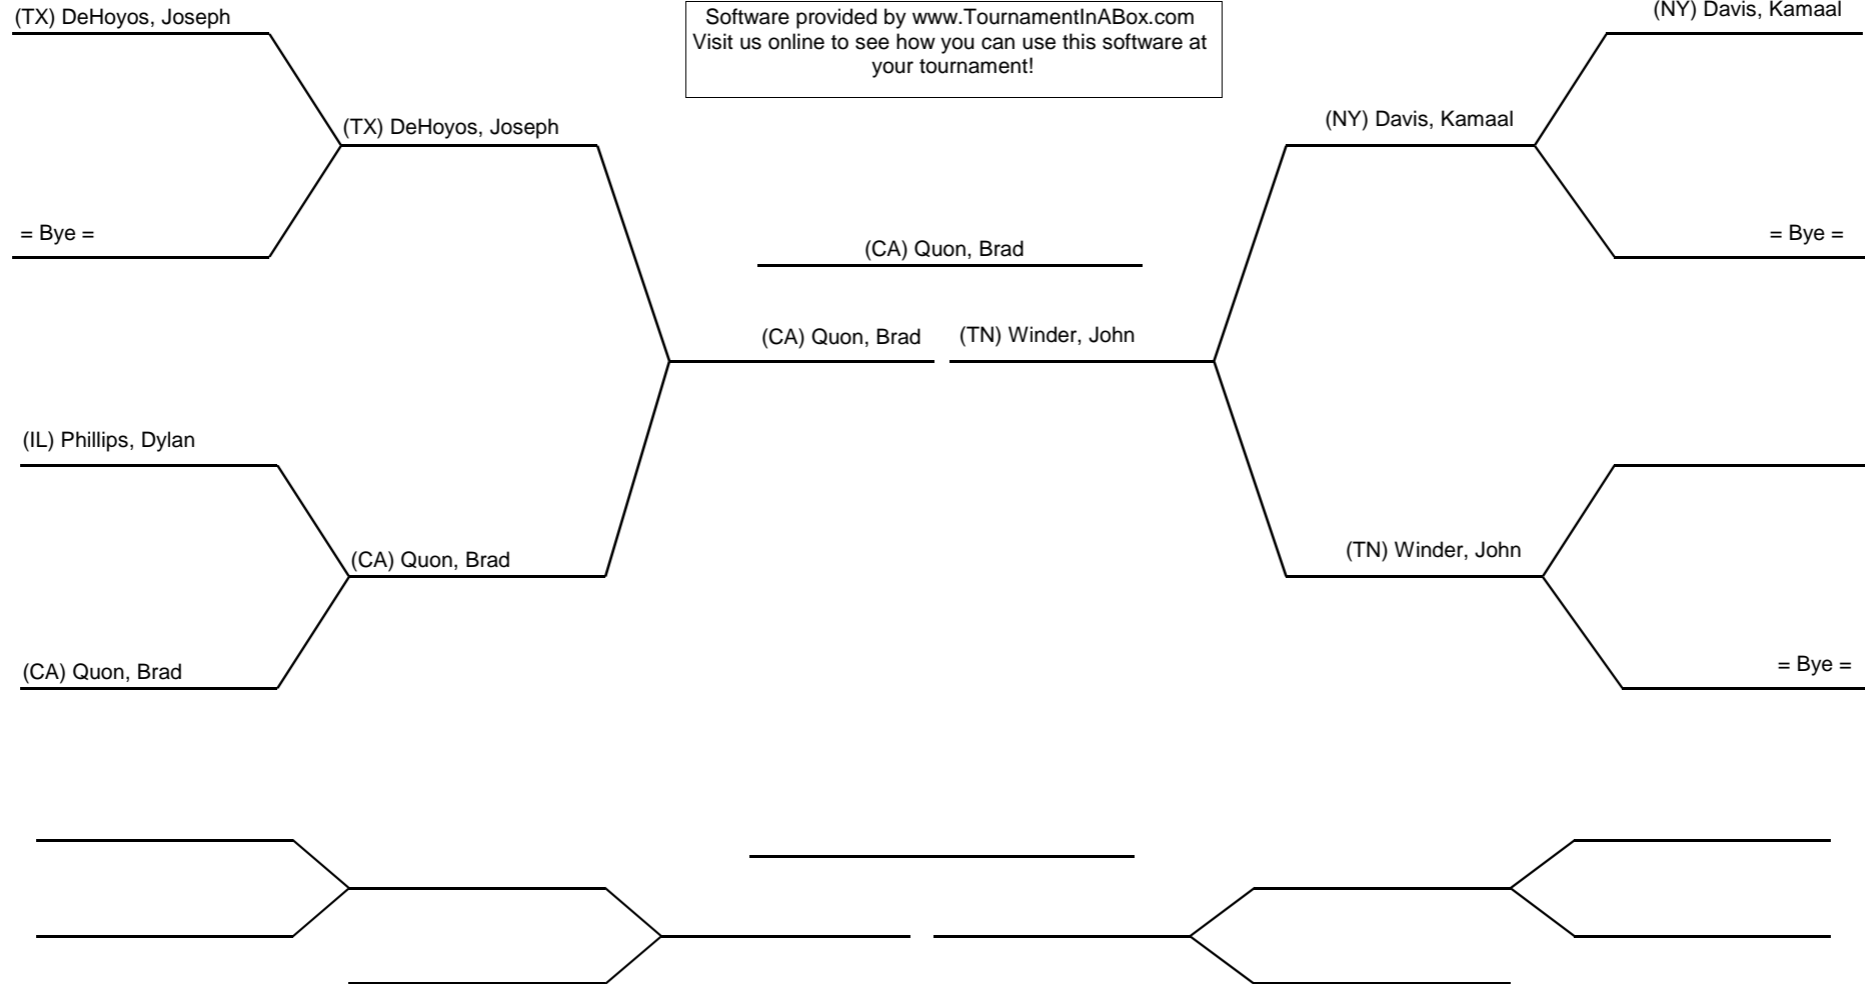 (TX) DeHoyos, Joseph
Software provided by www.TournamentInABox.com
Visit us online to see how you can use this software at
your tournament!
(NY) Davis, Kamaal
(TX) DeHoyos, Joseph
(NY) Davis, Kamaal
= Bye =
= Bye =
(CA) Quon, Brad
(CA) Quon, Brad
(TN) Winder, John
(IL) Phillips, Dylan
(CA) Quon, Brad
(TN) Winder, John
(CA) Quon, Brad
= Bye =